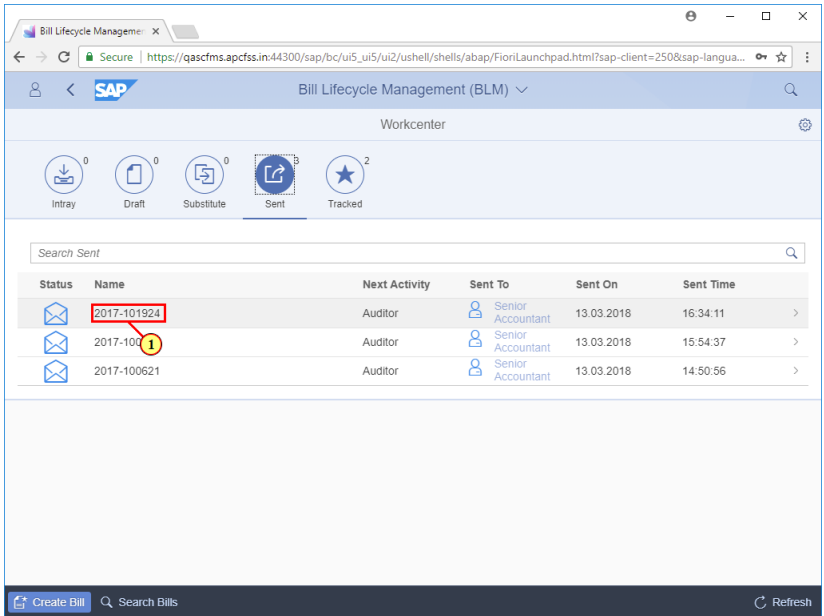 Bill Lifecycle Managemen
Secure | https://qascfms.apcfss.in:44300/sap/bc/ui5_ui5/ui2/ushell/shells/abap/FioriLaunchpad.html?sap-client=250&sap-langua...
SAP Bill Lifecycle Management (BLM)
Workcenter
0 0 0 3 2
Intray Draft Substitute Sent Tracked
Search Sent
Status Name Next Activity Sent To Sent On Sent Time
2017-101924 Auditor Senior Accountant 13.03.2018 16:34:11
1
Auditor Senior Accountant 13.03.2018 15:54:37
2017-100621 Auditor Senior Accountant 13.03.2018 14:50:56
Create Bill Search Bills Refresh